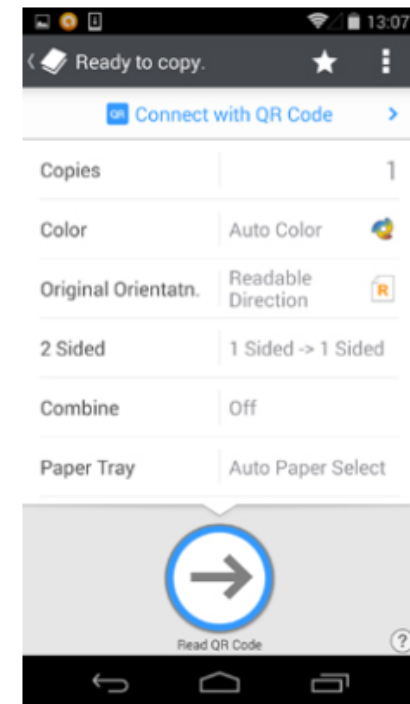 13:07
Ready to copy.
QR Connect with QR Code
Copies 1
Color Auto Color
Original Orientatn. Readable
Direction
R
2 Sided 1 Sided -> 1 Sided
Combine Off
Paper Tray Auto Paper Select
Read QR Code
?